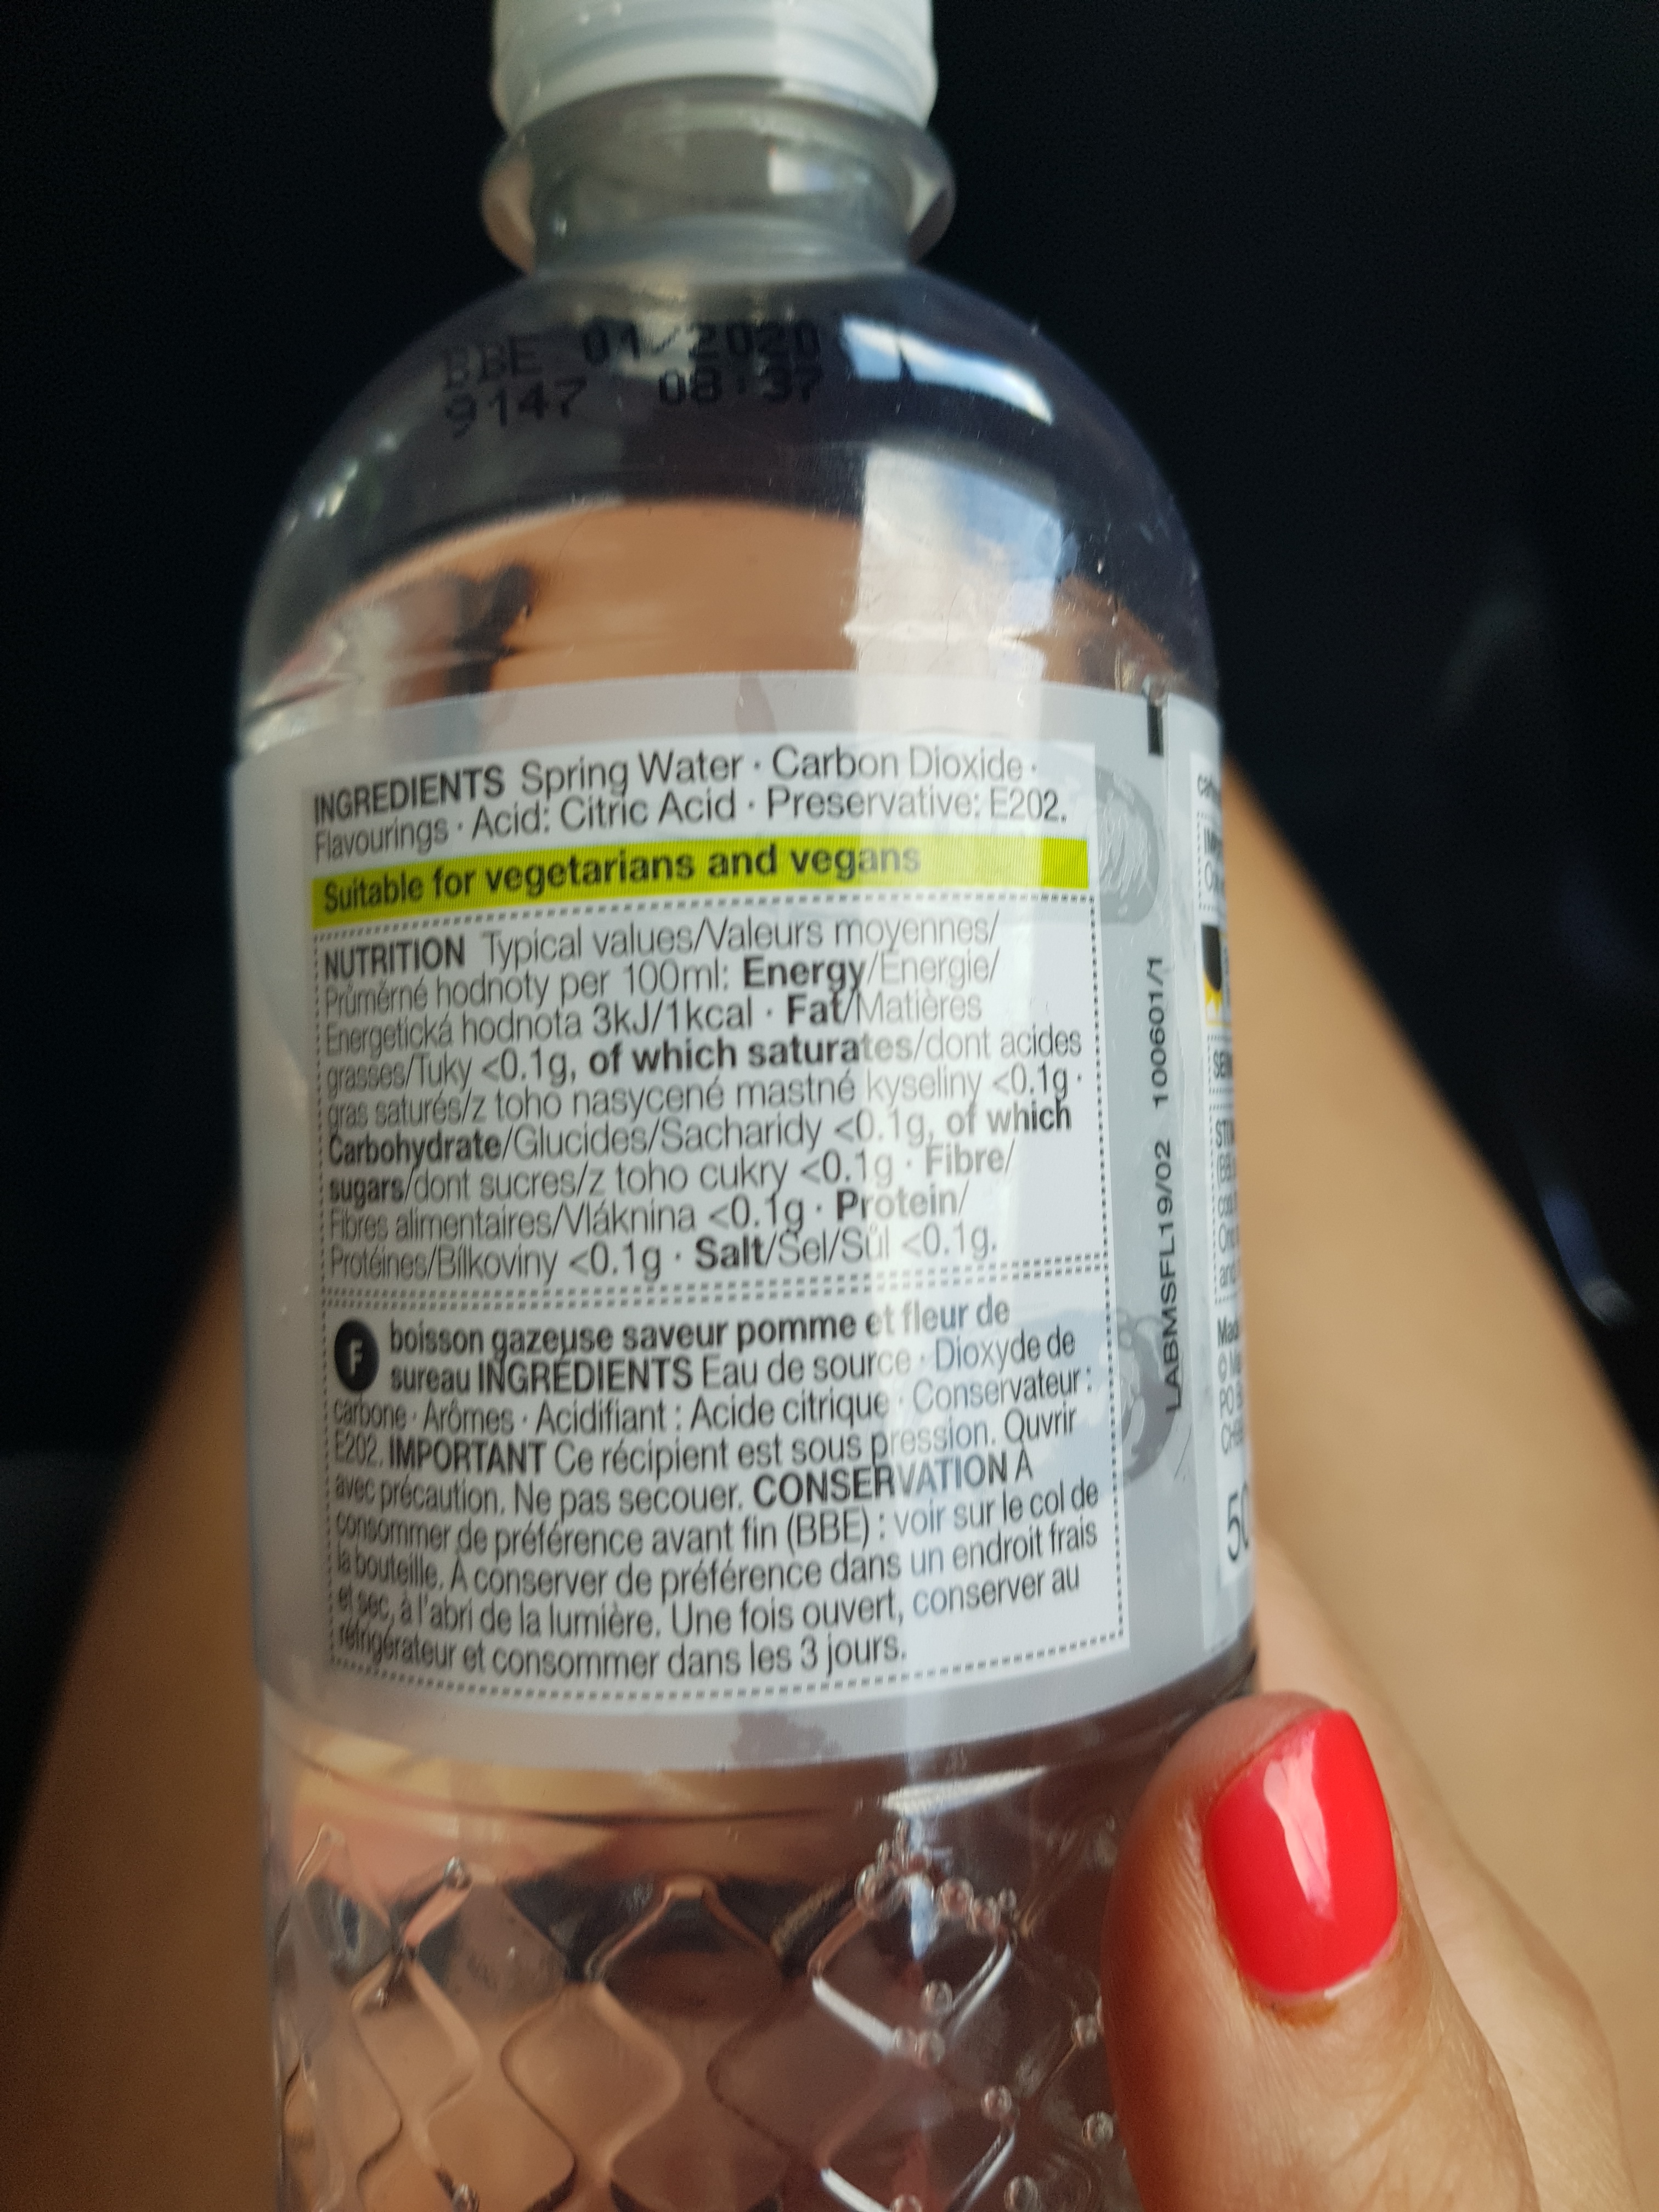 BBE 01/2020
9147 08:37
INGREDIENTS Spring Water · Carbon Dioxide ·
Flavourings · Acid: Citric Acid · Preservative: E202.
Suitable for vegetarians and vegans
NUTRITION Typical values/Valeurs moyennes/
Průměrné hodnoty per 100ml: Energy/Énergie/
Energetická hodnota 3kJ/1kcal · Fat/Matières
grasses/Tuky <0.1g, of which saturates/dont acides
gras saturés/z toho nasycené mastné kyseliny <0.1g ·
Carbohydrate/Glucides/Sacharidy <0.1g, of which
sugars/dont sucres/z toho cukry <0.1g · Fibre/
Fibres alimentaires/Vláknina <0.1g · Protein/
Protéines/Bílkoviny <0.1g · Salt/Sel/Sůl <0.1g.
F boisson gazeuse saveur pomme et fleur de
sureau INGRÉDIENTS Eau de source · Dioxyde de
carbone · Arômes · Acidifiant : Acide citrique · Conservateur :
E202. IMPORTANT Ce récipient est sous pression. Ouvrir
avec précaution. Ne pas secouer. CONSERVATION À
consommer de préférence avant fin (BBE) : voir sur le col de
la bouteille. À conserver de préférence dans un endroit frais
et sec, à l'abri de la lumière. Une fois ouvert, conserver au
réfrigérateur et consommer dans les 3 jours.
LABMSFL19/02 100601/1